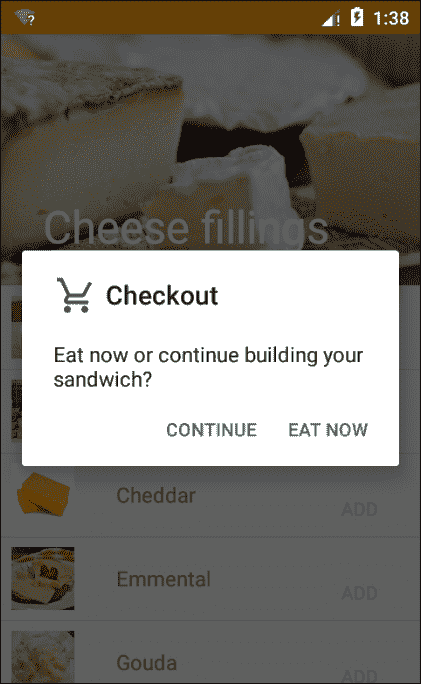 1:38
Cheese fillings
Checkout
Eat now or continue building your
sandwich?
CONTINUE EAT NOW
Cheddar
ADD
Emmental
ADD
Gouda
ADD